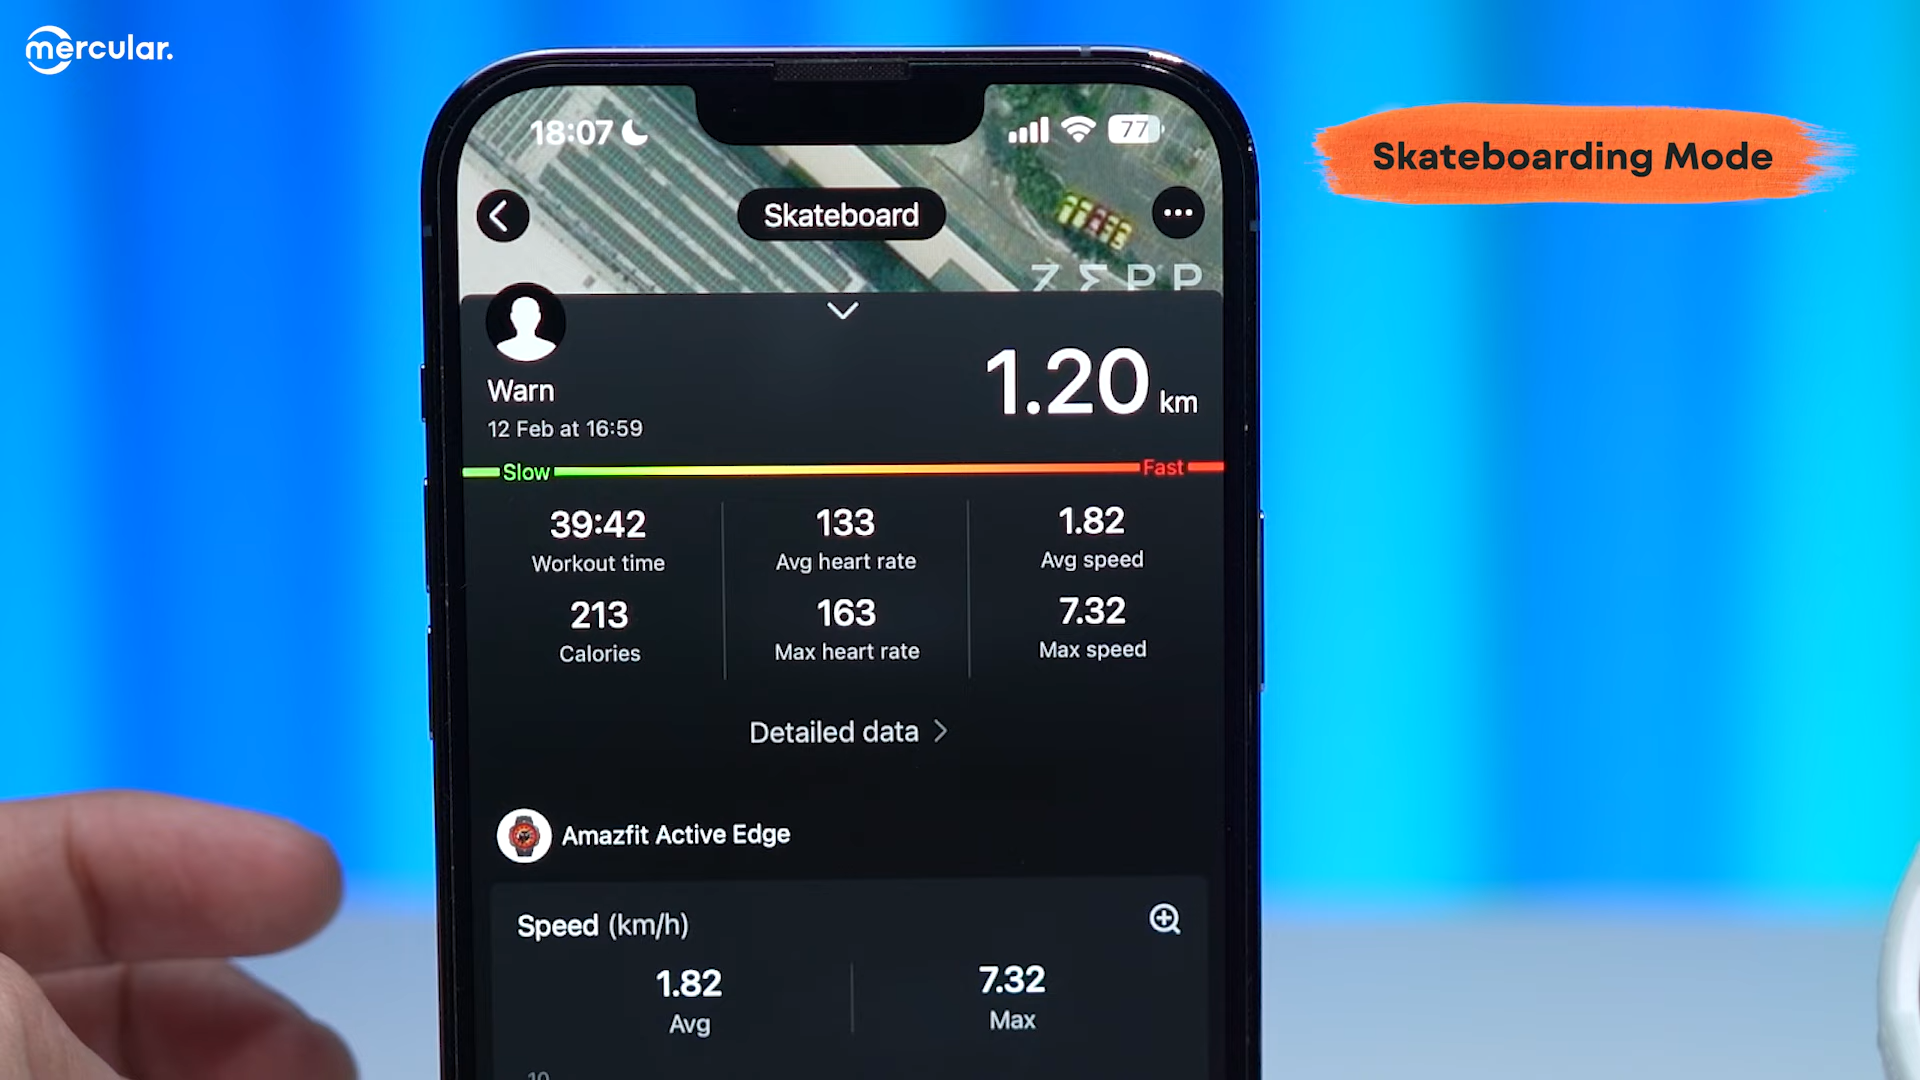 mercular.
Skateboarding Mode
18:07
77
Skateboard
ZEPP
Warn
12 Feb at 16:59
1.20 km
Slow
Fast
39:42
Workout time
133
Avg heart rate
1.82
Avg speed
213
Calories
163
Max heart rate
7.32
Max speed
Detailed data
Amazfit Active Edge
Speed (km/h)
1.82
Avg
7.32
Max
10